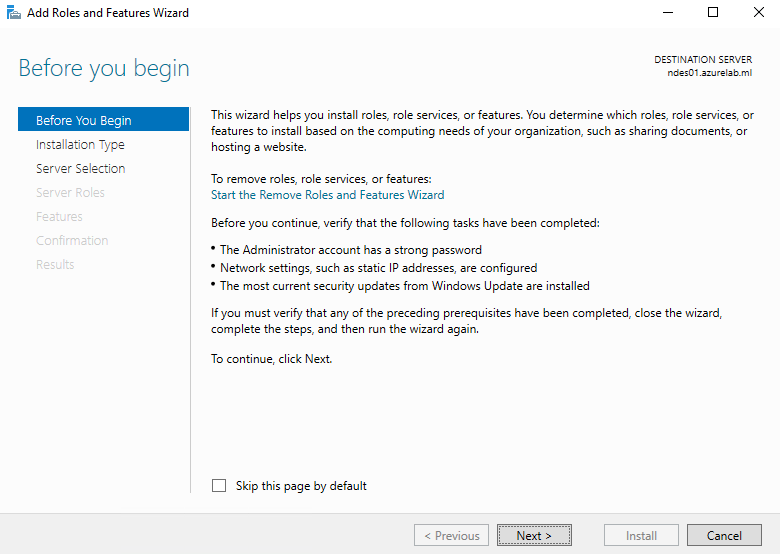 Add Roles and Features Wizard
Before you begin
DESTINATION SERVER
ndes01.azurelab.ml
Before You Begin
Installation Type
Server Selection
Server Roles
Features
Confirmation
Results
This wizard helps you install roles, role services, or features. You determine which roles, role services, or
features to install based on the computing needs of your organization, such as sharing documents, or
hosting a website.
To remove roles, role services, or features:
Start the Remove Roles and Features Wizard
Before you continue, verify that the following tasks have been completed:
• The Administrator account has a strong password
• Network settings, such as static IP addresses, are configured
• The most current security updates from Windows Update are installed
If you must verify that any of the preceding prerequisites have been completed, close the wizard,
complete the steps, and then run the wizard again.
To continue, click Next.
Skip this page by default
< Previous
Next >
Install
Cancel